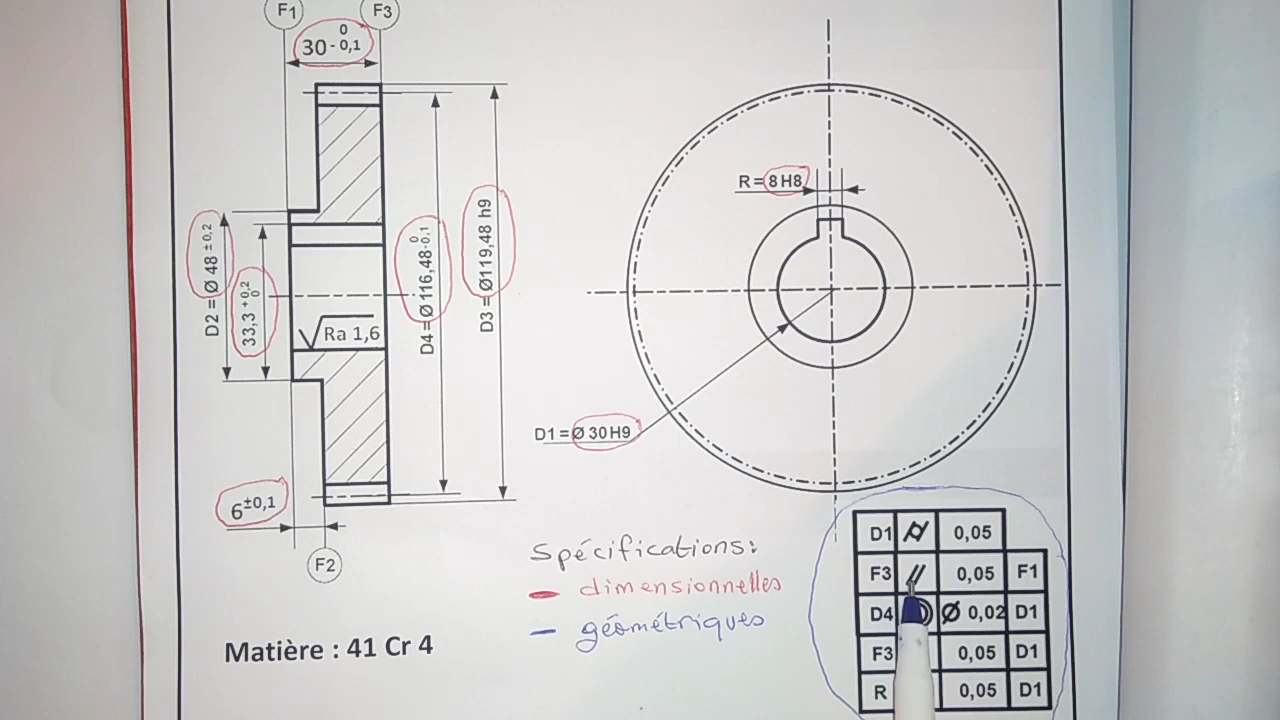 F1
F3
30 0 -0,1
D2 = Ø 48 ±0,2
33,3 +0,2 0
D4 = Ø 116,48 0 -0,1
D3 = Ø119,48 h9
Ra 1,6
6±0,1
F2
R = 8 H8
D1 = Ø 30 H9
Spécifications:
dimensionnelles
géométriques
Matière : 41 Cr 4
D1 0,05
F3 // 0,05 F1
D4 Ø 0,02 D1
F3 0,05 D1
R 0,05 D1